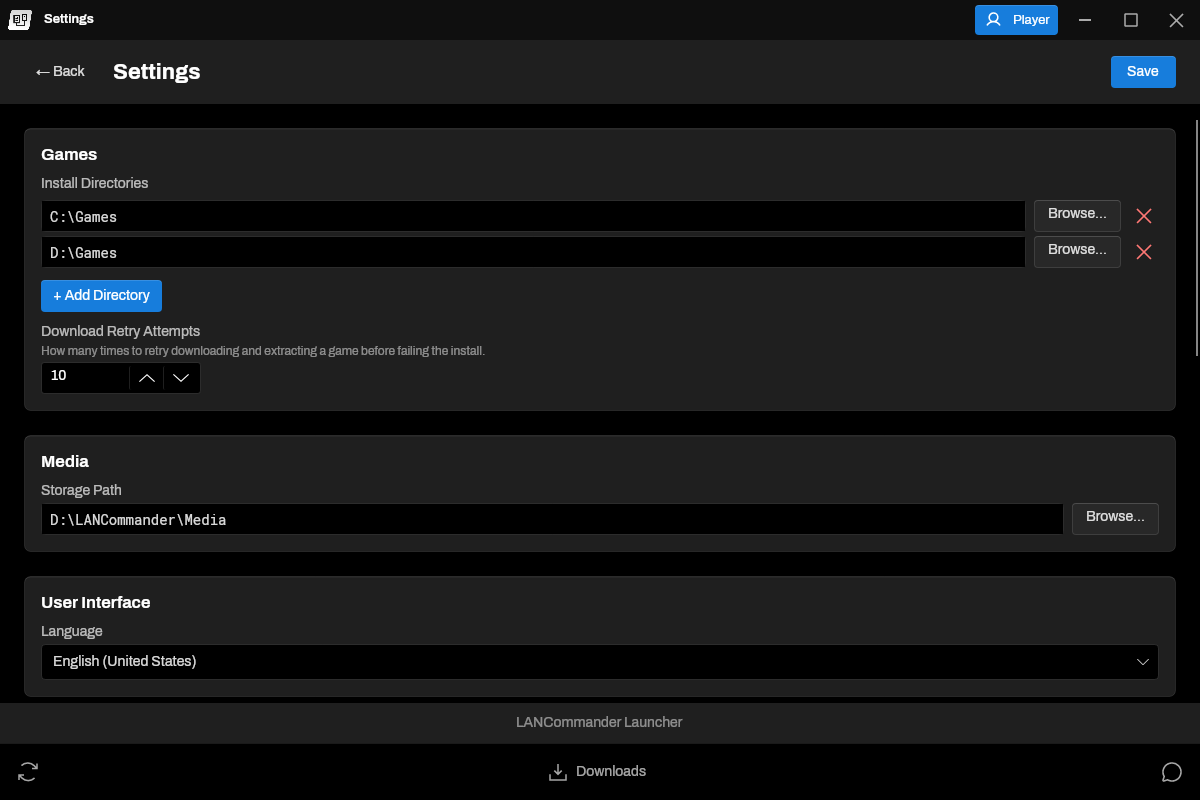 Settings
Player
← Back
Settings
Save
Games
Install Directories
C:\Games
Browse...
D:\Games
Browse...
+ Add Directory
Download Retry Attempts
How many times to retry downloading and extracting a game before failing the install.
10
Media
Storage Path
D:\LANCommander\Media
Browse...
User Interface
Language
English (United States)
LANCommander Launcher
Downloads